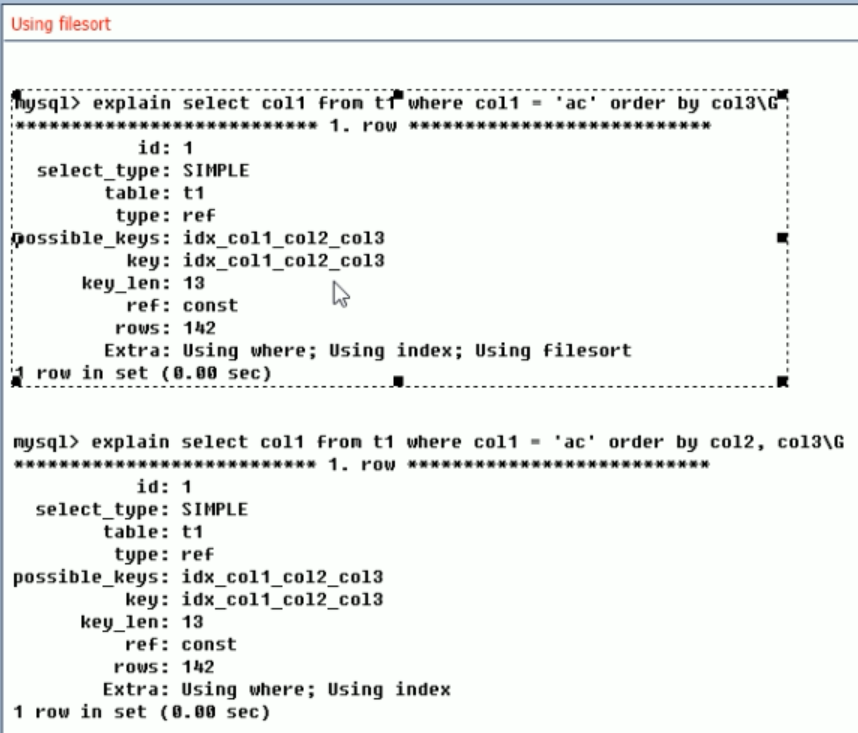 Using filesort
mysql> explain select col1 from t1 where col1 = 'ac' order by col3\G
*************************** 1. row ***************************
id: 1
select_type: SIMPLE
table: t1
type: ref
possible_keys: idx_col1_col2_col3
key: idx_col1_col2_col3
key_len: 13
ref: const
rows: 142
Extra: Using where; Using index; Using filesort
1 row in set (0.00 sec)
mysql> explain select col1 from t1 where col1 = 'ac' order by col2, col3\G
*************************** 1. row ***************************
id: 1
select_type: SIMPLE
table: t1
type: ref
possible_keys: idx_col1_col2_col3
key: idx_col1_col2_col3
key_len: 13
ref: const
rows: 142
Extra: Using where; Using index
1 row in set (0.00 sec)